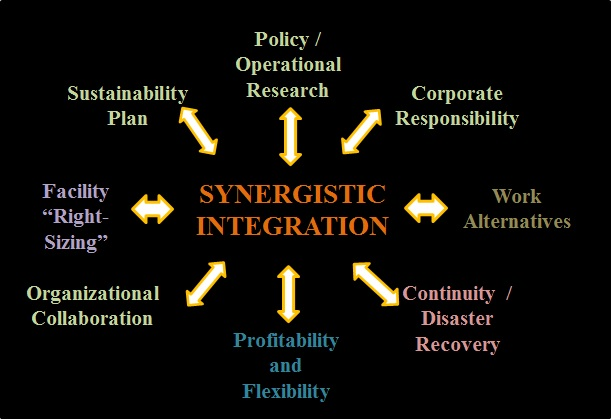 Policy /
Operational
Research
Sustainability
Plan
Corporate
Responsibility
Facility
“Right-
Sizing”
SYNERGISTIC
INTEGRATION
Work
Alternatives
Organizational
Collaboration
Continuity /
Disaster
Recovery
Profitability
and
Flexibility